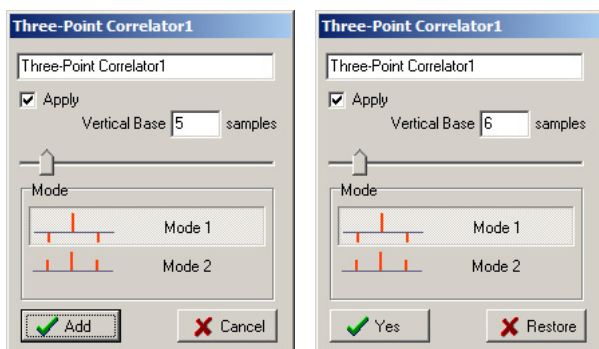 Three-Point Correlator1
Three-Point Correlator1
Apply
Vertical Base 5 samples
Mode
Mode 1
Mode 2
Add Cancel
Three-Point Correlator1
Three-Point Correlator1
Apply
Vertical Base 6 samples
Mode
Mode 1
Mode 2
Yes Restore